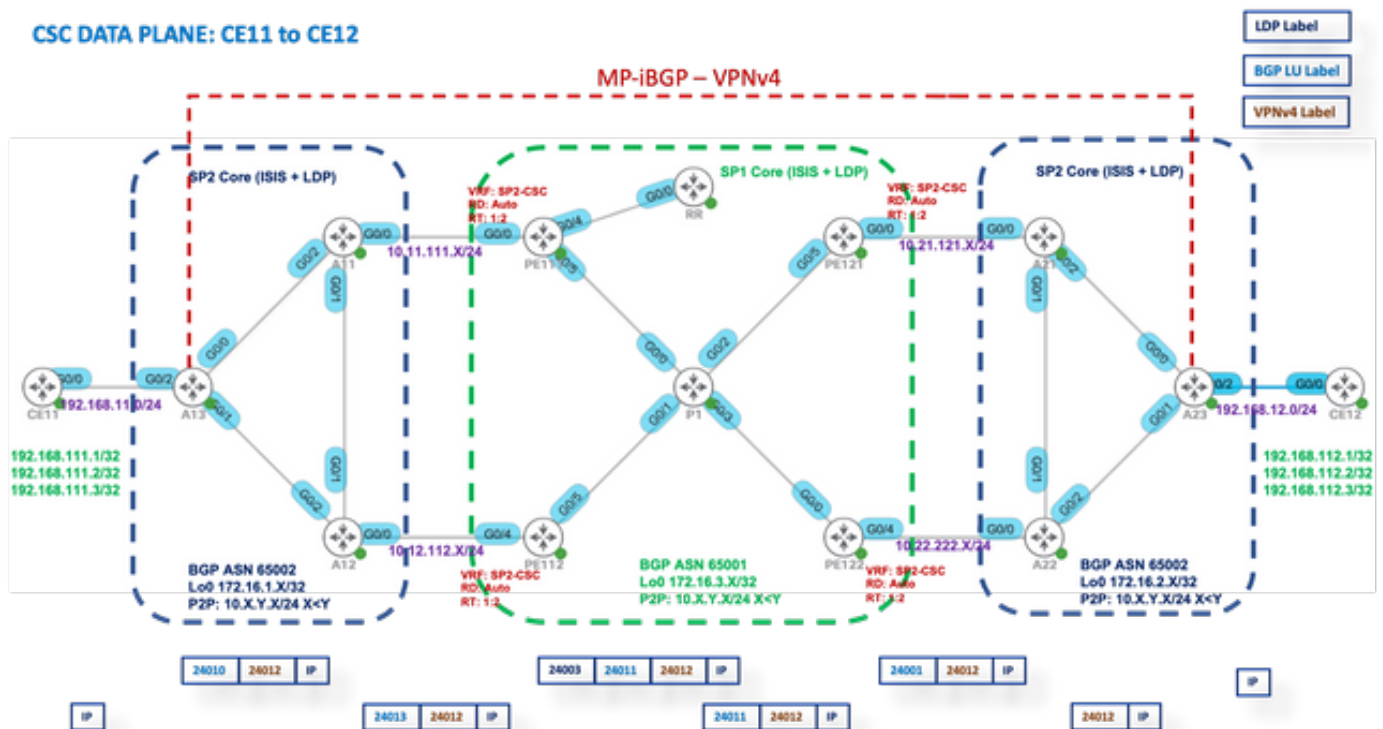 CSC DATA PLANE: CE11 to CE12
LDP Label
BGP LU Label
VPNv4 Label
MP-iBGP – VPNv4
SP2 Core (ISIS + LDP)
SP1 Core (ISIS + LDP)
SP2 Core (ISIS + LDP)
VRF: SP2-CSC
RD: Auto
RT: 1:2
VRF: SP2-CSC
RD: Auto
RT: 1:2
G0/0
RR
G0/4
G0/0
A11
G0/0
10.11.111.X/24
PE111
G0/5
G0/5
PE121
G0/0
10.21.121.X/24
G0/0
A21
G0/2
G0/2
G0/1
G0/1
G0/0
G0/0
G0/2
G0/0
G0/0
CE11
192.168.11.0/24
G0/2
A13
G0/1
P1
G0/1
G0/3
G0/1
A23
G0/2
192.168.12.0/24
G0/0
CE12
192.168.111.1/32
192.168.111.2/32
192.168.111.3/32
192.168.112.1/32
192.168.112.2/32
192.168.112.3/32
G0/1
G0/1
G0/2
G0/5
G0/0
G0/2
A12
G0/0
10.12.112.X/24
G0/4
PE112
PE122
G0/4
10.22.222.X/24
G0/0
A22
BGP ASN 65002
Lo0 172.16.1.X/32
P2P: 10.X.Y.X/24 X<Y
VRF: SP2-CSC
RD: Auto
RT: 1:2
BGP ASN 65001
Lo0 172.16.3.X/32
P2P: 10.X.Y.X/24 X<Y
VRF: SP2-CSC
RD: Auto
RT: 1:2
BGP ASN 65002
Lo0 172.16.2.X/32
P2P: 10.X.Y.X/24 X<Y
24010 24012 IP
24003 24011 24012 IP
24001 24012 IP
IP
IP
24013 24012 IP
24011 24012 IP
24012 IP